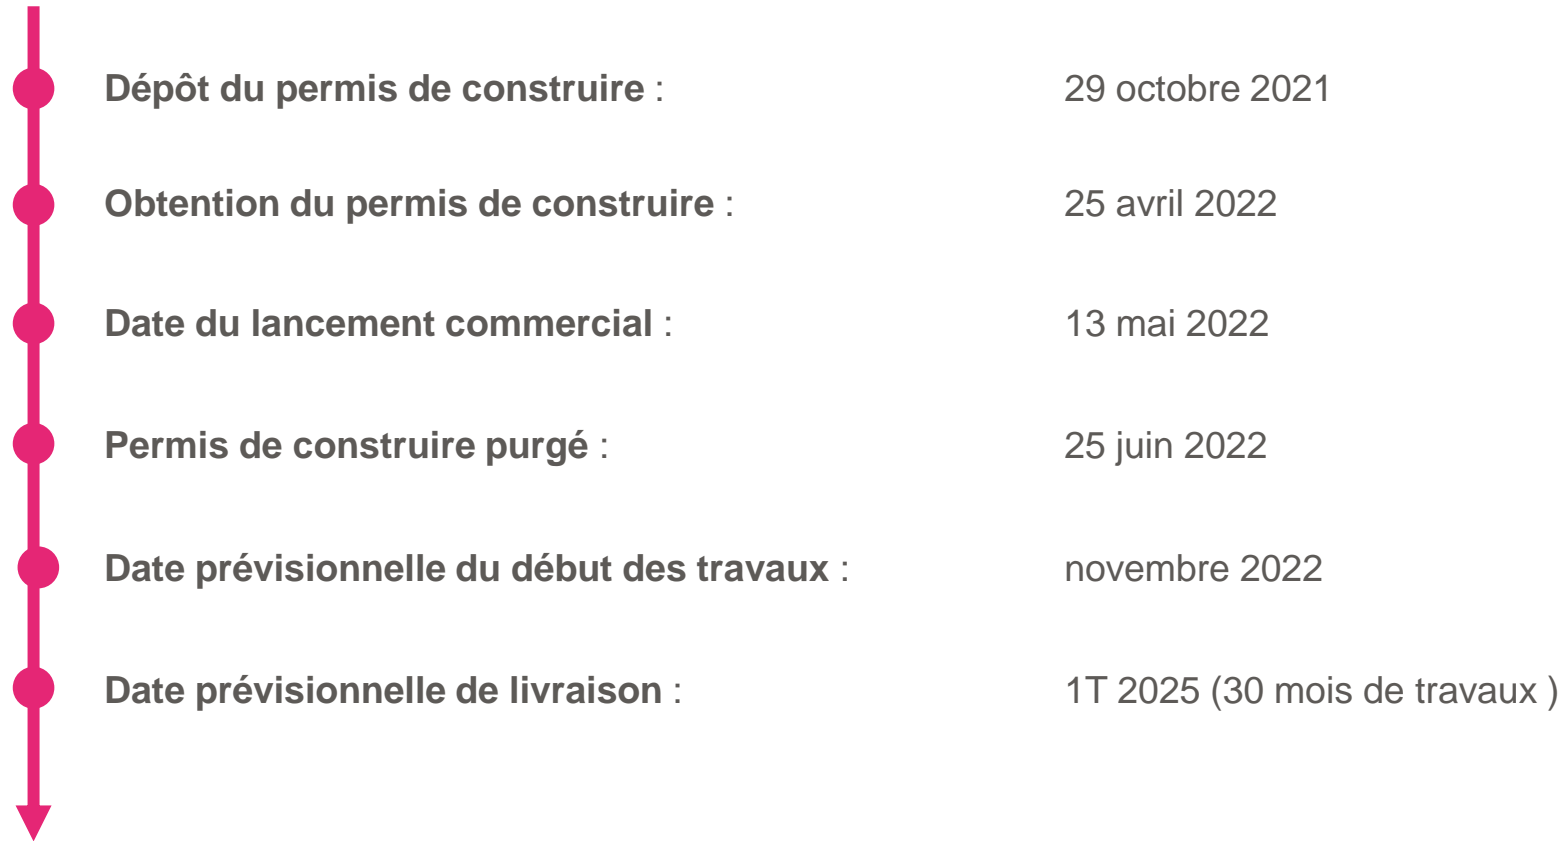 Dépôt du permis de construire : 29 octobre 2021
Obtention du permis de construire : 25 avril 2022
Date du lancement commercial : 13 mai 2022
Permis de construire purgé : 25 juin 2022
Date prévisionnelle du début des travaux : novembre 2022
Date prévisionnelle de livraison : 1T 2025 (30 mois de travaux )